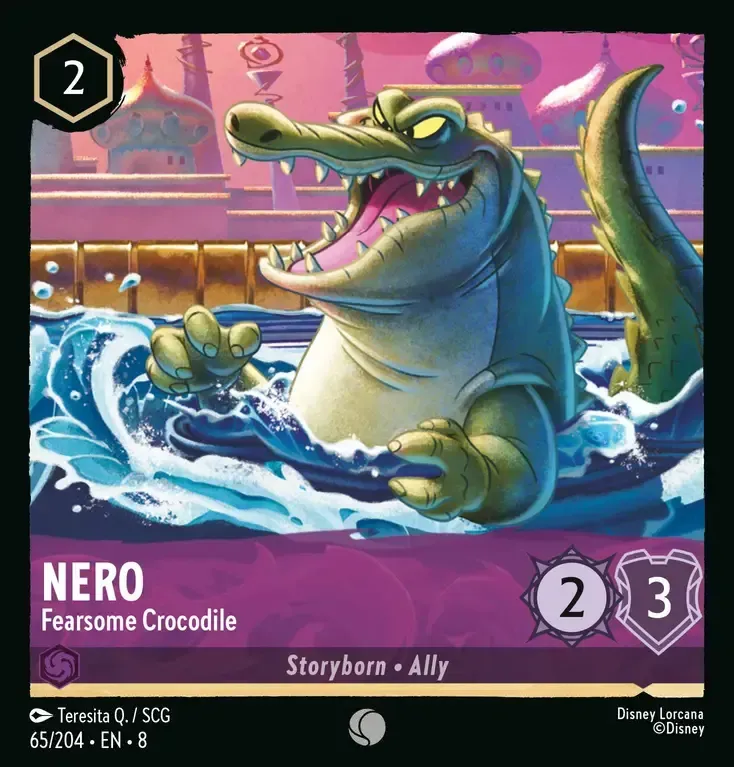 2
NERO
Fearsome Crocodile
2
3
Storyborn • Ally
Teresita Q. / SCG
65/204 • EN • 8
Disney Lorcana
©Disney